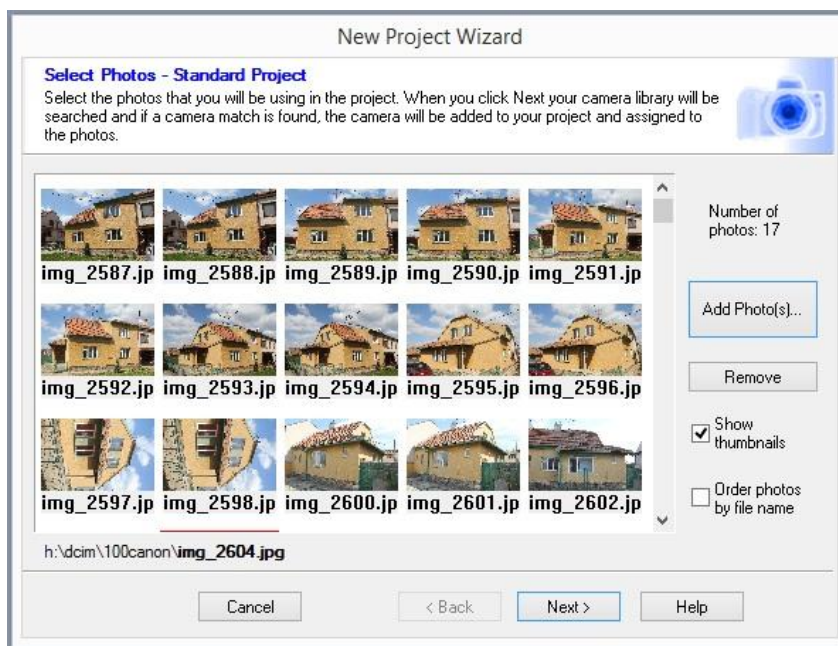 New Project Wizard
Select Photos - Standard Project
Select the photos that you will be using in the project. When you click Next your camera library will be
searched and if a camera match is found, the camera will be added to your project and assigned to
the photos.
img_2587.jp img_2588.jp img_2589.jp img_2590.jp img_2591.jp
img_2592.jp img_2593.jp img_2594.jp img_2595.jp img_2596.jp
img_2597.jp img_2598.jp img_2600.jp img_2601.jp img_2602.jp
Number of
photos: 17
Add Photo(s)...
Remove
Show
thumbnails
Order photos
by file name
h:\dcim\100canon\img_2604.jpg
Cancel
< Back
Next >
Help